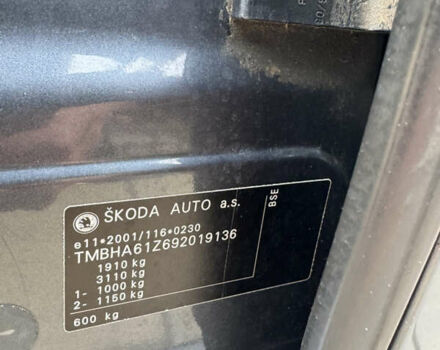 ŠKODA AUTO a.s.
BSE
e11*2001/116*0230
TMBHA61Z692019136
1910 kg
3110 kg
1- 1000 kg
2- 1150 kg
600 kg